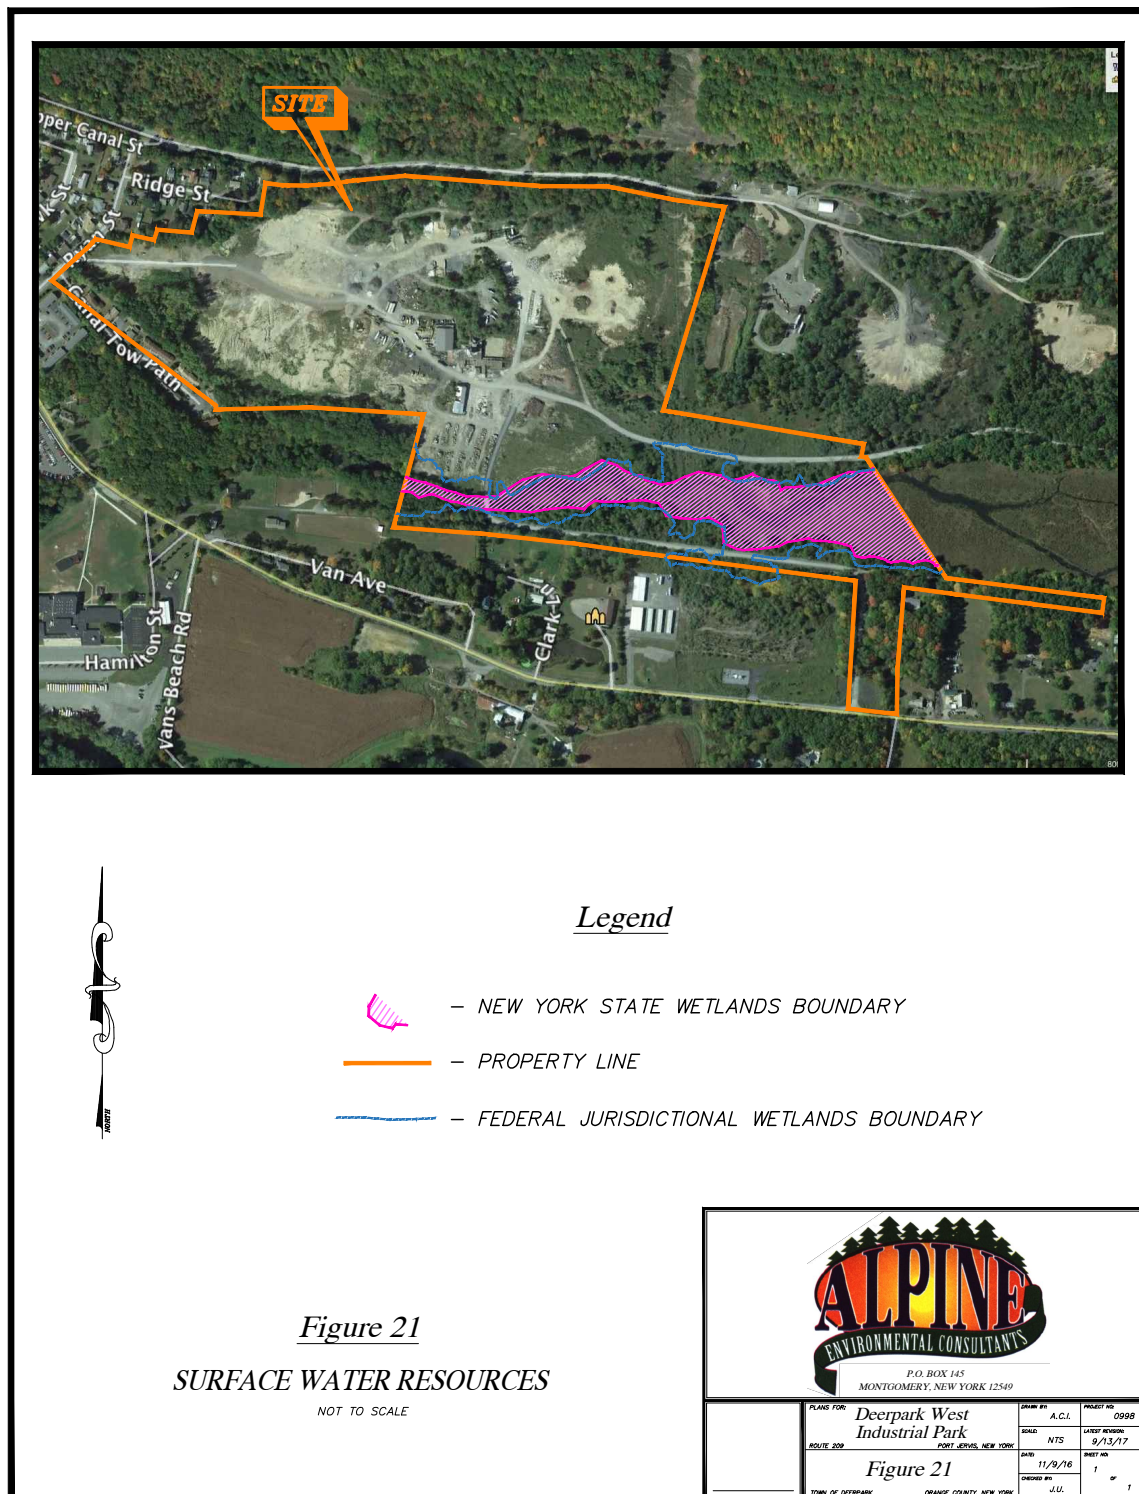 SITE
Canal St
Ridge St
Ryan St
Canal Tow Path
Van Ave
Clark Ln
Hamilton St
Vans Beach Rd
Legend
– NEW YORK STATE WETLANDS BOUNDARY
– PROPERTY LINE
– FEDERAL JURISDICTIONAL WETLANDS BOUNDARY
NORTH
Figure 21
SURFACE WATER RESOURCES
NOT TO SCALE
ALPINE
ENVIRONMENTAL CONSULTANTS
P.O. BOX 145
MONTGOMERY, NEW YORK 12549
PLANS FOR:
Deerpark West
Industrial Park
ROUTE 209 PORT JERVIS, NEW YORK
DRAWN BY:
A.C.I.
PROJECT NO:
0998
SCALE:
NTS
LATEST REVISION:
9/13/17
Figure 21
TOWN OF DEERPARK ORANGE COUNTY, NEW YORK
DATE:
11/9/16
SHEET NO:
1
OF
1
CHECKED BY:
J.U.